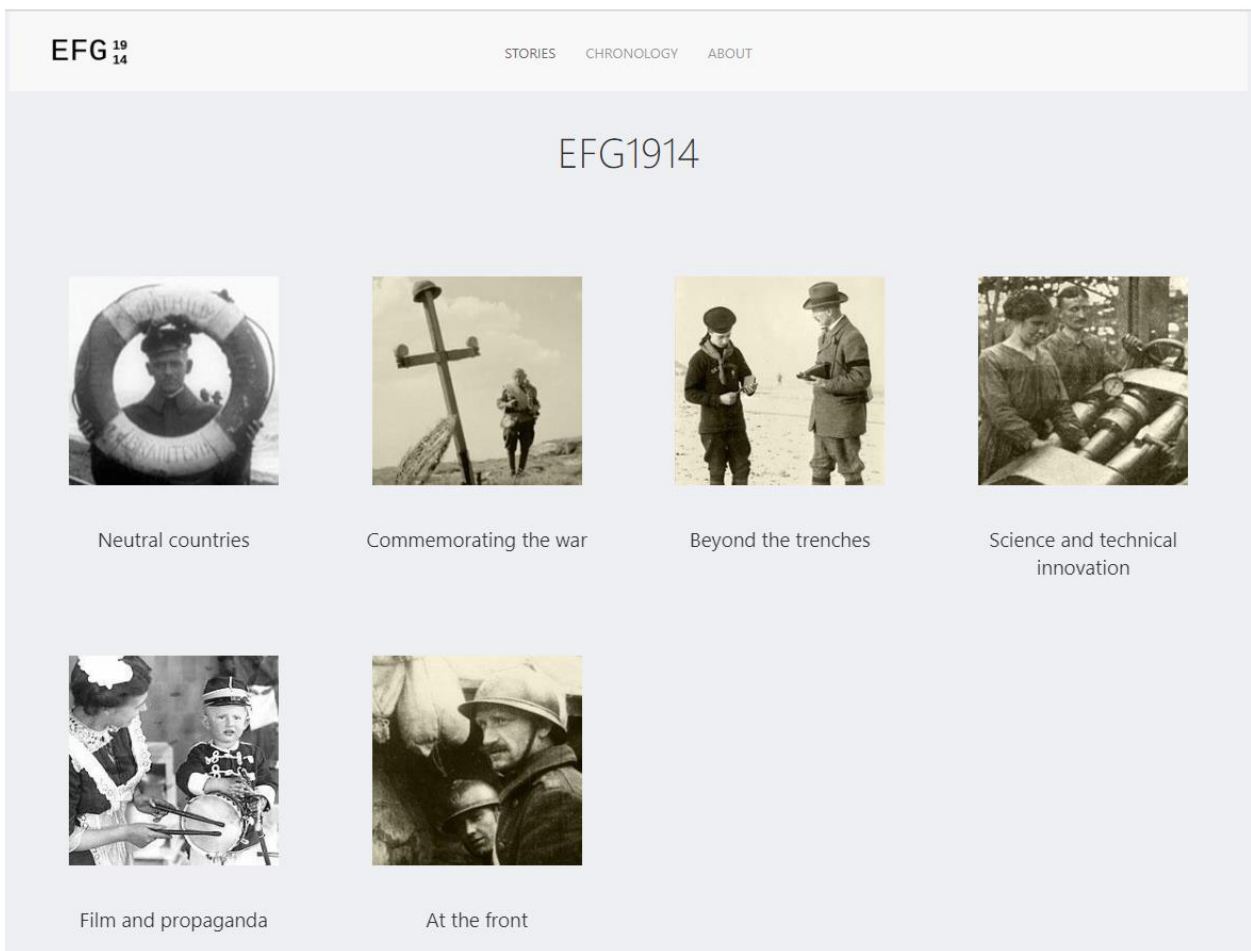 EFG 19
14
STORIES CHRONOLOGY ABOUT
EFG1914
Neutral countries
Commemorating the war
Beyond the trenches
Science and technical
innovation
Film and propaganda
At the front